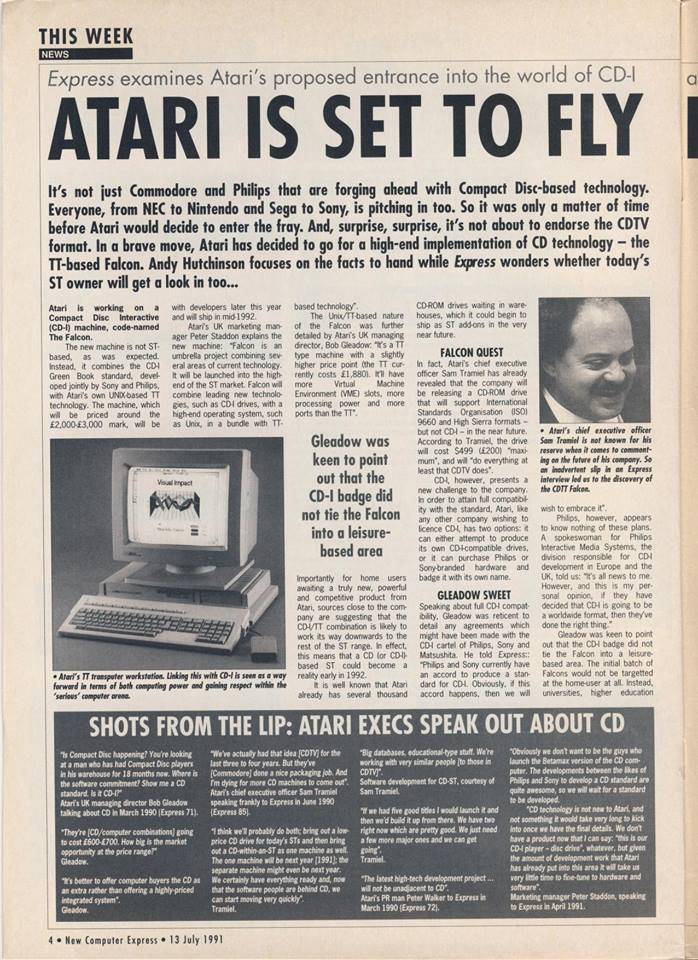 THIS WEEK
NEWS
Express examines Atari's proposed entrance into the world of CD-I
ATARI IS SET TO FLY
It's not just Commodore and Philips that are forging ahead with Compact Disc-based technology.
Everyone, from NEC to Nintendo and Sega to Sony, is pitching in too. So it was only a matter of time
before Atari would decide to enter the fray. And, surprise, surprise, it's not about to endorse the CDTV
format. In a brave move, Atari has decided to go for a high-end implementation of CD technology – the
TT-based Falcon. Andy Hutchinson focuses on the facts to hand while Express wonders whether today's
ST owner will get a look in too...
Atari is working on a
Compact Disc Interactive
(CD-I) machine, code-named
The Falcon.
The new machine is not ST-
based, as was expected.
Instead, it combines the CD-I
Green Book standard, devel-
oped jointly by Sony and Philips,
with Atari's own UNIX-based TT
technology. The machine, which
will be priced around the
£2,000-£3,000 mark, will be
with developers later this year
and will ship in mid-1992.
Atari's UK marketing man-
ager Peter Staddon explains the
new machine: "Falcon is an
umbrella project combining sev-
eral areas of current technology.
It will be launched into the high-
end of the ST market. Falcon will
combine leading new technolo-
gies, such as CD-I drives, with a
high-end operating system, such
as Unix, in a bundle with TT-
Visual Impact
• Atari's TT transputer workstation. Linking this with CD-I is seen as a way
forward in terms of both computing power and gaining respect within the
'serious' computer arena.
based technology".
The Unix/TT-based nature
of the Falcon was further
detailed by Atari's UK managing
director, Bob Gleadow: "It's a TT
type machine with a slightly
higher price point (the TT cur-
rently costs £1,880). It'll have
more Virtual Machine
Environment (VME) slots, more
processing power and more
ports than the TT".
Gleadow was
keen to point
out that the
CD-I badge did
not tie the Falcon
into a leisure-
based area
Importantly for home users
awaiting a truly new, powerful
and competitive product from
Atari, sources close to the com-
pany are suggesting that the
CD-I/TT combination is likely to
work its way downwards to the
rest of the ST range. In effect,
this means that a CD (or CD-I)-
based ST could become a
reality early in 1992.
It is well known that Atari
already has several thousand
CD-ROM drives waiting in ware-
houses, which it could begin to
ship as ST add-ons in the very
near future.
FALCON QUEST
In fact, Atari's chief executive
officer Sam Tramiel has already
revealed that the company will
be releasing a CD-ROM drive
that will support International
Standards Organisation (ISO)
9660 and High Sierra formats –
but not CD-I – in the near future.
According to Tramiel, the drive
will cost $499 (£200) "maxi-
mum", and will "do everything at
least that CDTV does".
CD-I, however, presents a
new challenge to the company.
In order to attain full compatibil-
ity with the standard, Atari, like
any other company wishing to
licence CD-I, has two options: it
can either attempt to produce
its own CD-I-compatible drives,
or it can purchase Philips or
Sony-branded hardware and
badge it with its own name.
GLEADOW SWEET
Speaking about full CD-I compat-
ibility, Gleadow was reticent to
detail any agreements which
might have been made with the
CD-I cartel of Philips, Sony and
Matsushita. He told Express::
"Philips and Sony currently have
an accord to produce a stan-
dard for CD-I. Obviously, if this
accord happens, then we will
• Atari's chief executive officer
Sam Tramiel is not known for his
reserve when it comes to comment-
ing on the future of his company. So
an inadvertent slip in an Express
interview led us to the discovery of
the CDTT Falcon.
wish to embrace it".
Philips, however, appears
to know nothing of these plans.
A spokeswoman for Philips
Interactive Media Systems, the
division responsible for CD-I
development in Europe and the
UK, told us: "It's all news to me.
However, and this is my per-
sonal opinion, if they have
decided that CD-I is going to be
a worldwide format, then they've
done the right thing."
Gleadow was keen to point
out that the CD-I badge did not
tie the Falcon into a leisure-
based area. The initial batch of
Falcons would not be targetted
at the home-user at all. Instead,
universities, higher education
SHOTS FROM THE LIP: ATARI EXECS SPEAK OUT ABOUT CD
"Is Compact Disc happening? You're looking
at a man who has had Compact Disc players
in his warehouse for 18 months now. Where is
the software commitment? Show me a CD
standard. Is it CD-I?"
Atari's UK managing director Bob Gleadow
talking about CD in March 1990 (Express 71).
"They're [CD/computer combinations] going
to cost £600-£700. How big is the market
opportunity at the price range?"
Gleadow.
"It's better to offer computer buyers the CD as
an extra rather than offering a highly-priced
integrated system".
Gleadow.
"We've actually had that idea [CDTV] for the
last three to four years. But they've
[Commodore] done a nice packaging job. And
I'm dying for more CD machines to come out".
Atari's chief executive officer Sam Tramiel
speaking frankly to Express in June 1990
(Express 85).
"I think we'll probably do both; bring out a low-
price CD drive for today's STs and then bring
out a CD-within-an-ST as one machine as well.
The one machine will be next year [1991]; the
separate machine might even be next year.
We certainly have everything ready and, now
that the software people are behind CD, we
can start moving very quickly".
Tramiel.
"Big databases, educational-type stuff. We're
working with very similar people [to those in
CDTV]".
Software development for CD-ST, courtesy of
Sam Tramiel.
"If we had five good titles I would launch it and
then we'd build it up from there. We have two
right now which are pretty good. We just need
a few more majors ones and we can get
going".
Tramiel.
"The latest high-tech development project ...
will not be unadjacent to CD".
Atari's PR man Peter Walker to Express in
March 1990 (Express 72).
"Obviously we don't want to be the guys who
launch the Betamax version of the CD com-
puter. The developments between the likes of
Philips and Sony to develop a CD standard are
quite awesome, so we will wait for a standard
to be developed.
"CD technology is not new to Atari, and
not something it would take very long to kick
into once we have the final details. We don't
have a product now that I can say: "this is our
CD-I player – disc drive", whatever, but given
the amount of development work that Atari
has already put into this area it will take us
very little time to fine-tune to hardware and
software".
Marketing manager Peter Staddon, speaking
to Express in April 1991.
4 • New Computer Express • 13 July 1991
a